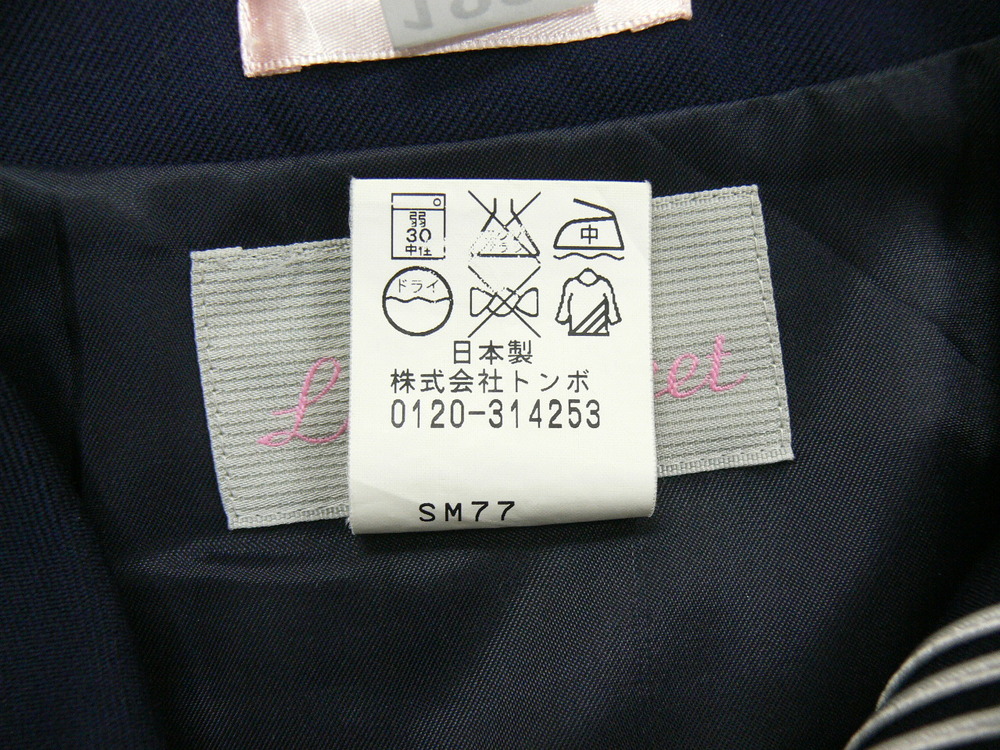 弱
30
中性
中
ドライ
日本製
株式会社トンボ
0120-314253
SM77